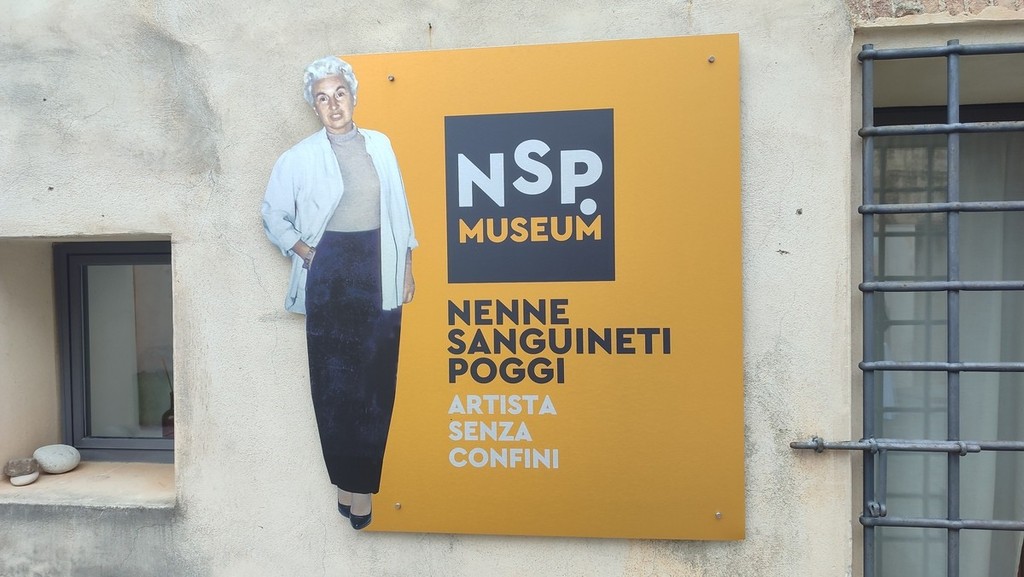 NSP.
MUSEUM
NENNE
SANGUINETI
POGGI
ARTISTA
SENZA
CONFINI